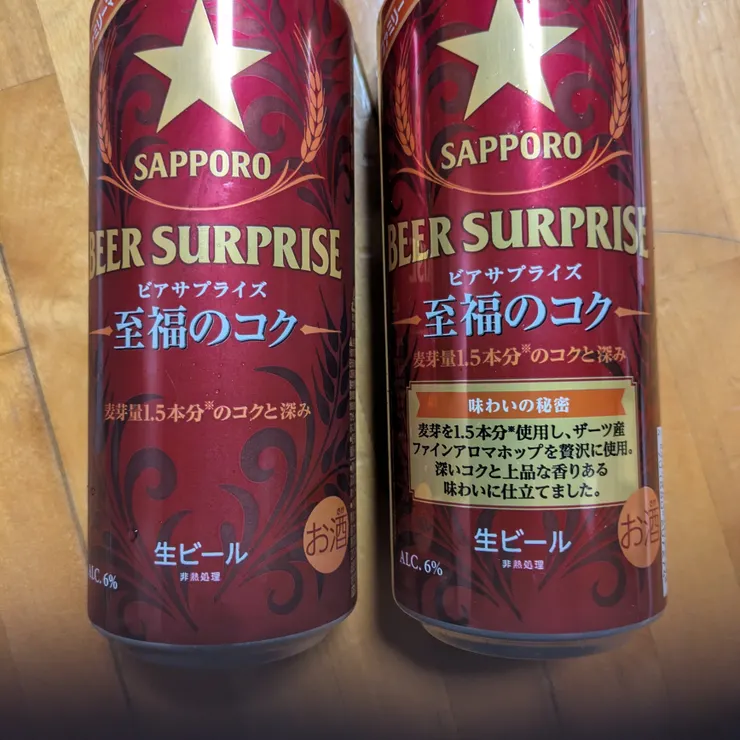 SAPPORO
BEER SURPRISE
ビアサプライズ
至福のコク
麦芽量1.5本分※のコクと深み
お酒
生ビール
非熱処理
ALC. 6%
SAPPORO
BEER SURPRISE
ビアサプライズ
至福のコク
麦芽量1.5本分※のコクと深み
味わいの秘密
麦芽を1.5本分※使用し、ザーツ産
ファインアロマホップを贅沢に使用。
深いコクと上品な香りある
味わいに仕立てました。
お酒
生ビール
非熱処理
ALC. 6%